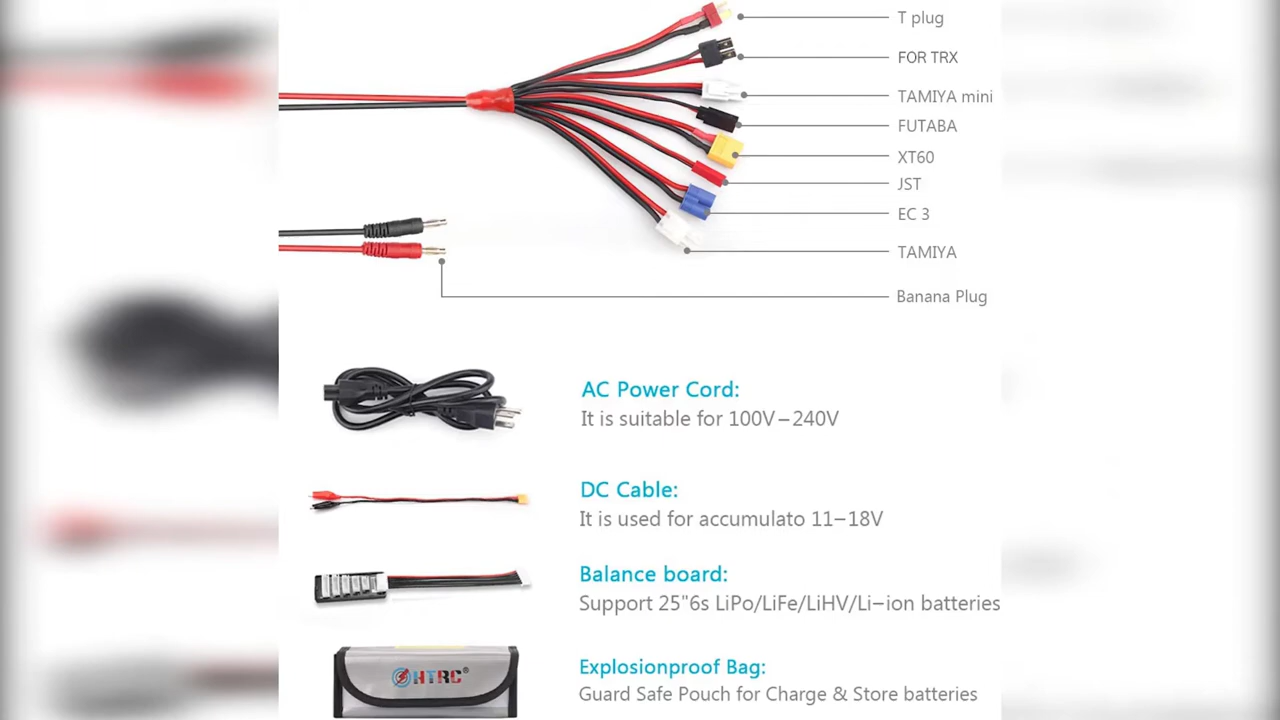 T plug
FOR TRX
TAMIYA mini
FUTABA
XT60
JST
EC 3
TAMIYA
Banana Plug
AC Power Cord:
It is suitable for 100V–240V
DC Cable:
It is used for accumulato 11–18V
Balance board:
Support 25"6s LiPo/LiFe/LiHV/Li–ion batteries
HTRC®
Explosionproof Bag:
Guard Safe Pouch for Charge & Store batteries